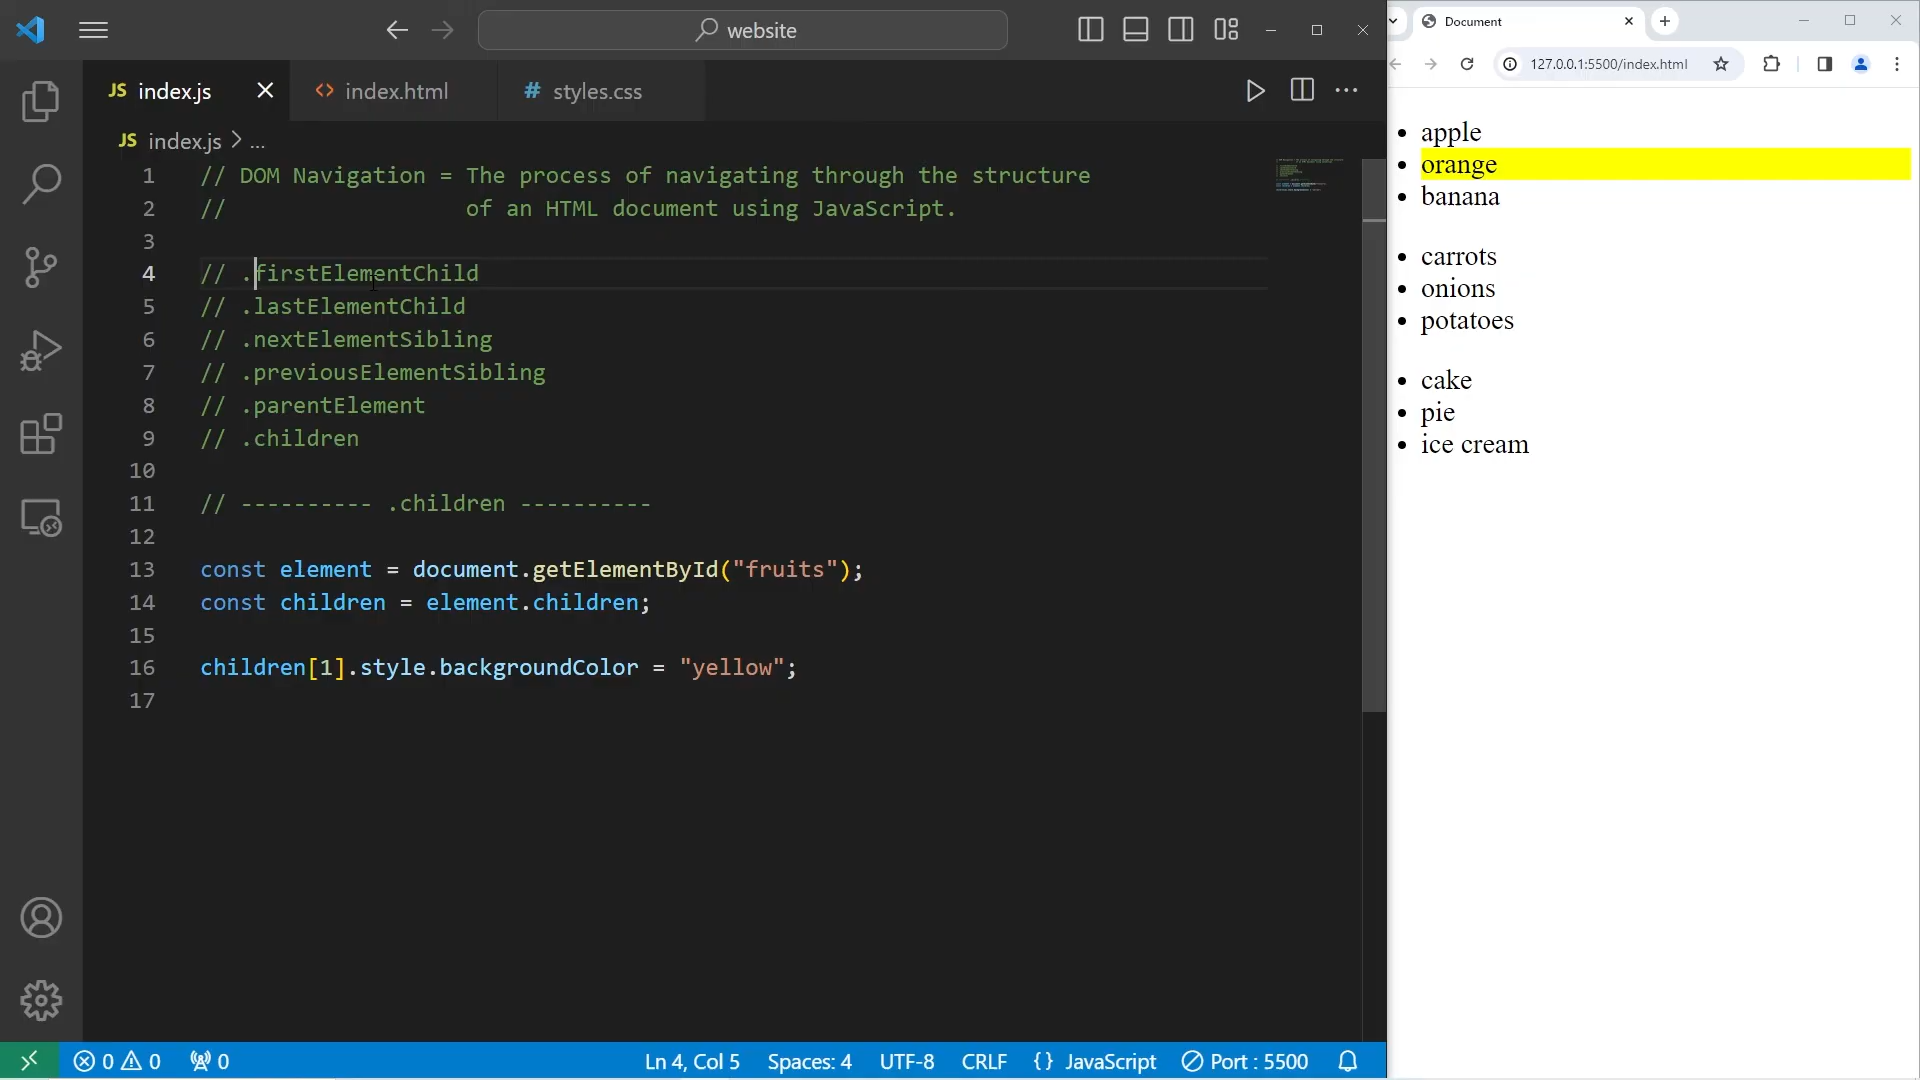 website
JS index.js
<> index.html
# styles.css
JS index.js > ...
1 // DOM Navigation = The process of navigating through the structure
2 // of an HTML document using JavaScript.
3
4 // .firstElementChild
5 // .lastElementChild
6 // .nextElementSibling
7 // .previousElementSibling
8 // .parentElement
9 // .children
10
11 // ---------- .children ----------
12
13 const element = document.getElementById("fruits");
14 const children = element.children;
15
16 children[1].style.backgroundColor = "yellow";
17
0 0 0
Ln 4, Col 5
Spaces: 4
UTF-8
CRLF
{} JavaScript
Port : 5500
Document
127.0.0.1:5500/index.html
• apple
• orange
• banana
• carrots
• onions
• potatoes
• cake
• pie
• ice cream